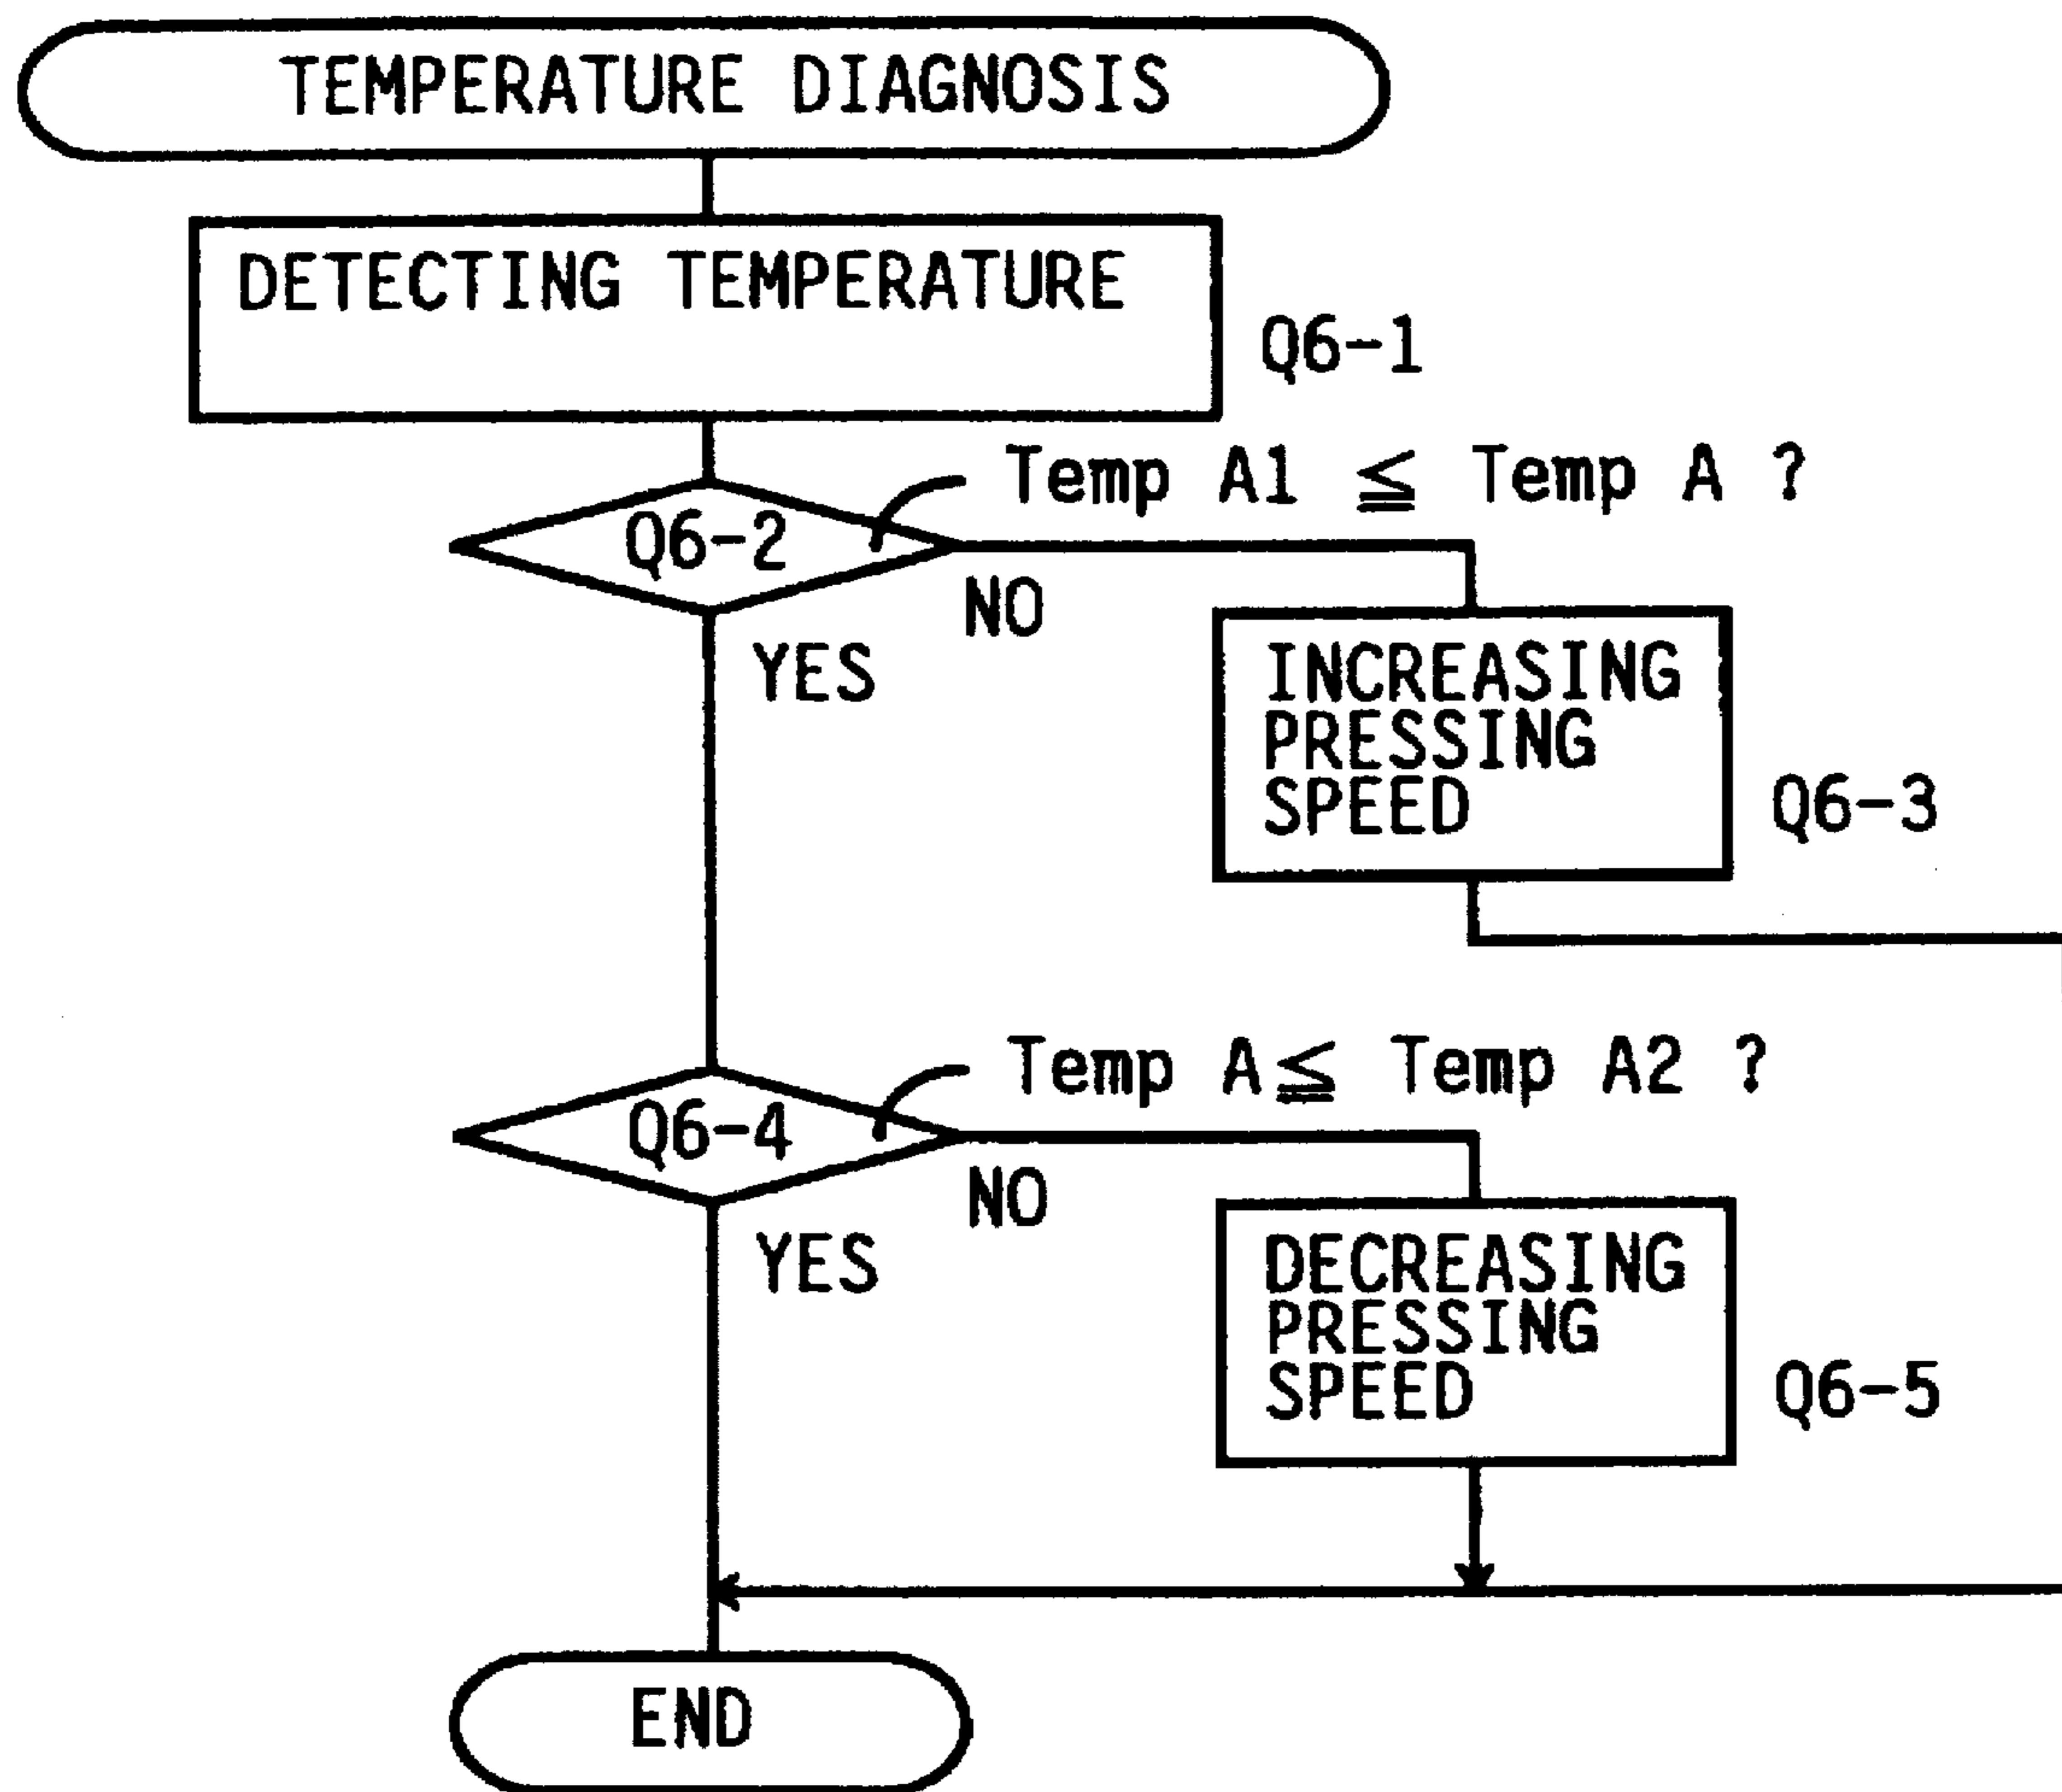 TEMPERATURE DIAGNOSIS
DETECTING TEMPERATURE
Q6-1
Temp A1 ≦ Temp A ?
Q6-2
NO
YES
INCREASING
PRESSING
SPEED
Q6-3
Temp A≦ Temp A2 ?
Q6-4
NO
YES
DECREASING
PRESSING
SPEED
Q6-5
END